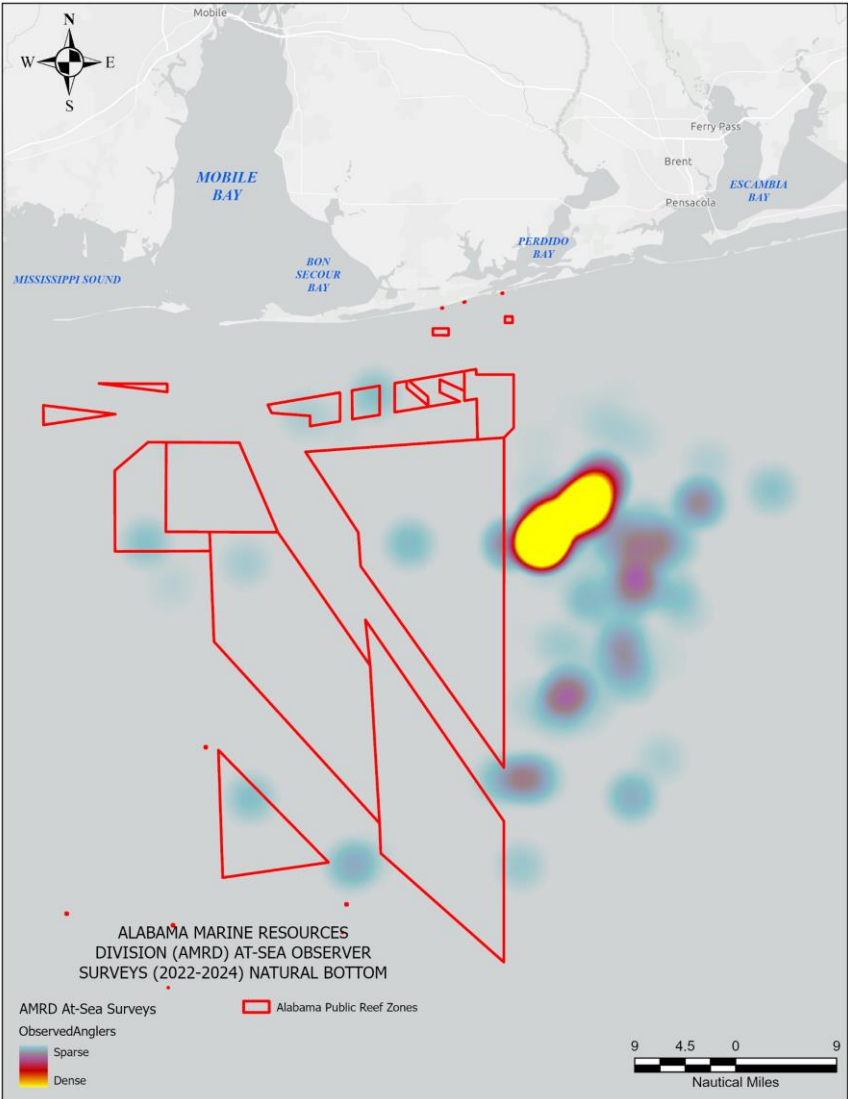 Mobile
N
W
E
S
Ferry Pass
Brent
Pensacola
MOBILE
BAY
ESCAMBIA
BAY
PERDIDO
BAY
BON
SECOUR
BAY
MISSISSIPPI SOUND
ALABAMA MARINE RESOURCES
DIVISION (AMRD) AT-SEA OBSERVER
SURVEYS (2022-2024) NATURAL BOTTOM
AMRD At-Sea Surveys
Alabama Public Reef Zones
ObservedAnglers
Sparse
Dense
9 4.5 0 9
Nautical Miles